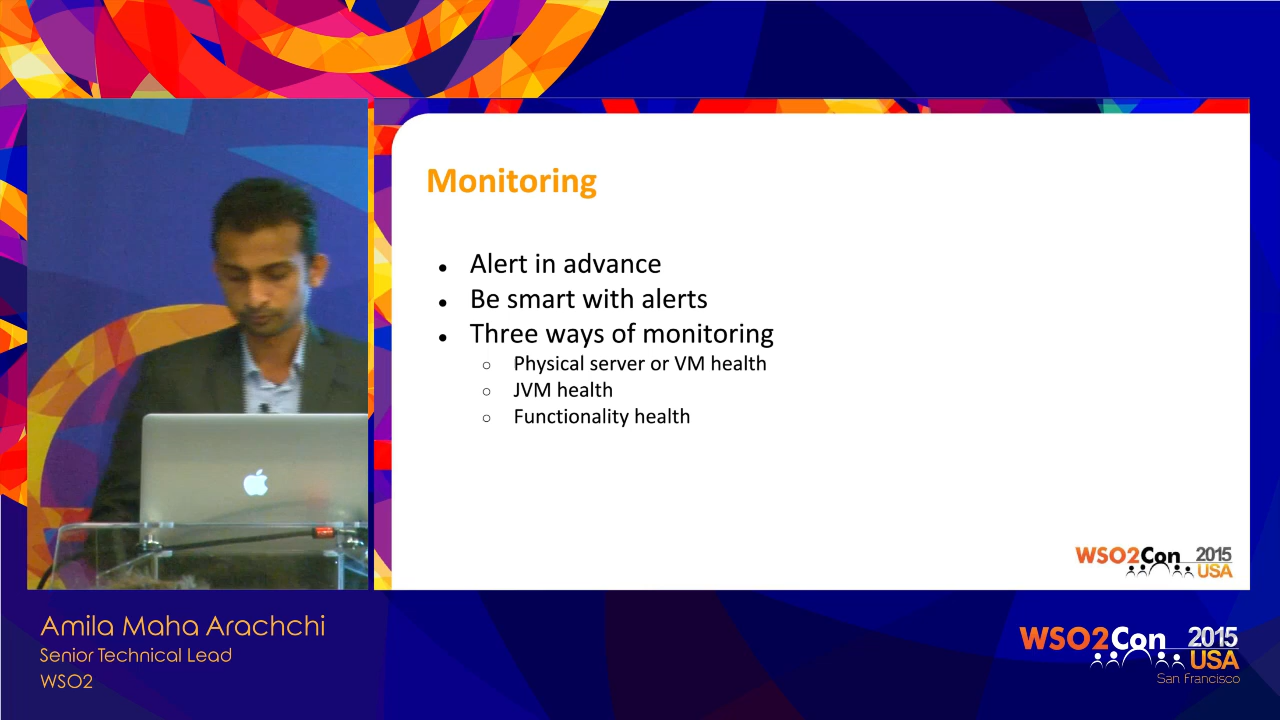 Monitoring
Alert in advance
Be smart with alerts
Three ways of monitoring
Physical server or VM health
JVM health
Functionality health
WSO2Con 2015
USA
Amila Maha Arachchi
Senior Technical Lead
WSO2
WSO2Con 2015
USA
San Francisco